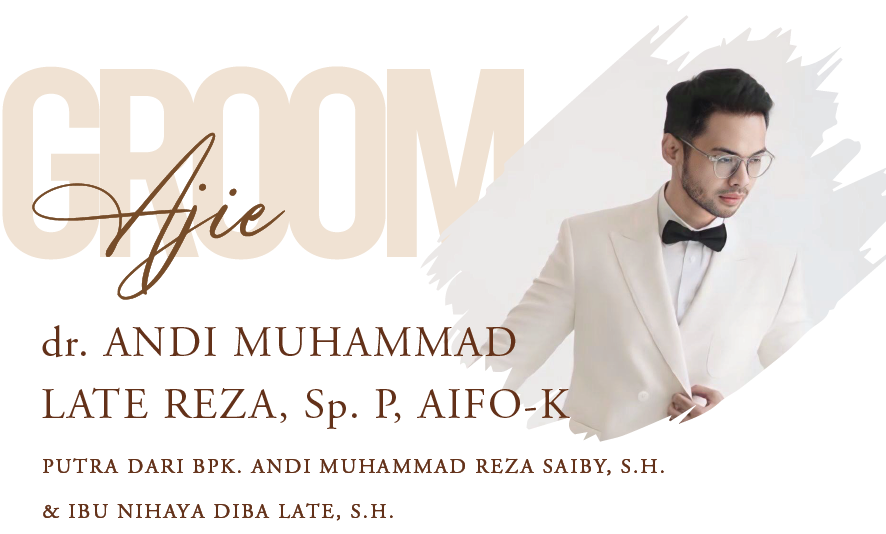 GROOM
Ajie
dr. ANDI MUHAMMAD
LATE REZA, Sp. P, AIFO-K
PUTRA DARI BPK. ANDI MUHAMMAD REZA SAIBY, S.H.
& IBU NIHAYA DIBA LATE, S.H.